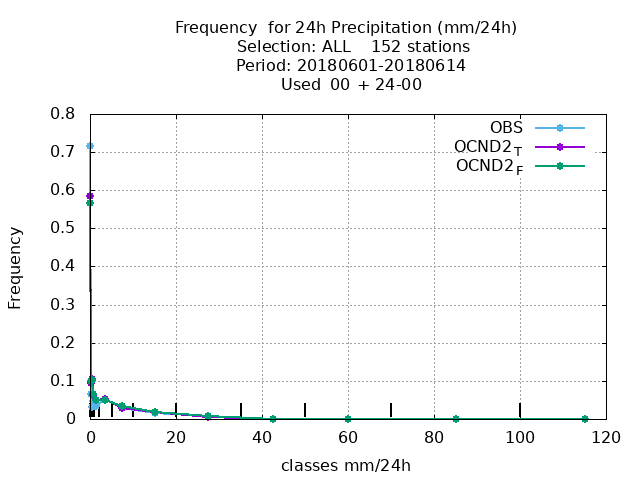 Frequency  for 24h Precipitation (mm/24h)
Selection: ALL    152 stations
Period: 20180601-20180614
Used  00 + 24-00
OBS
OCND2_T
OCND2_F
0.8
0.7
0.6
0.5
0.4
0.3
0.2
0.1
0
Frequency
0 20 40 60 80 100 120
classes mm/24h